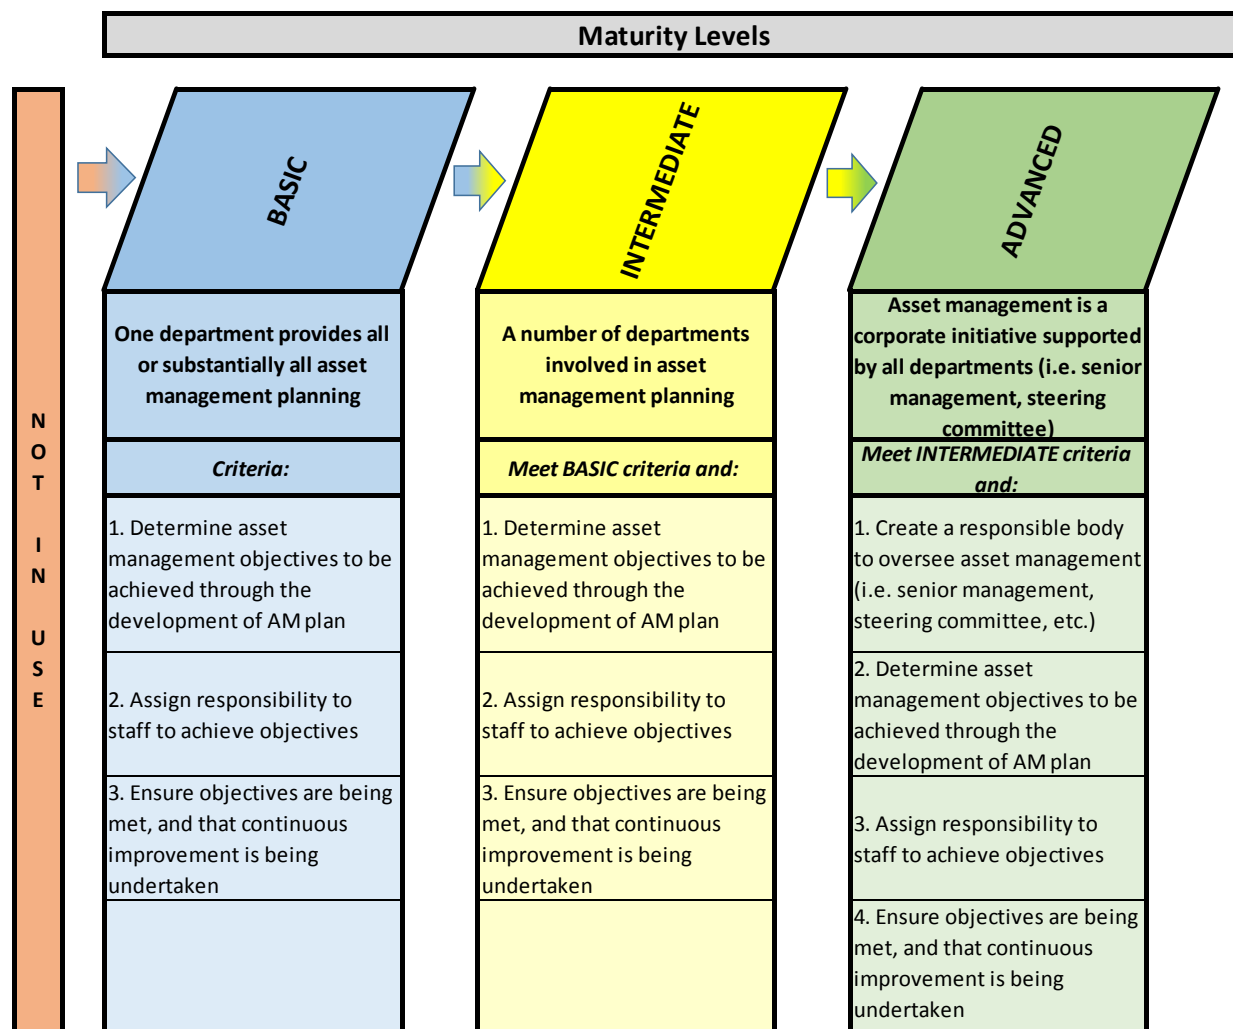 Maturity Levels
NOT IN USE
BASIC
One department provides all
or substantially all asset
management planning
Criteria:
1. Determine asset
management objectives to be
achieved through the
development of AM plan
2. Assign responsibility to
staff to achieve objectives
3. Ensure objectives are being
met, and that continuous
improvement is being
undertaken
INTERMEDIATE
A number of departments
involved in asset
management planning
Meet BASIC criteria and:
1. Determine asset
management objectives to be
achieved through the
development of AM plan
2. Assign responsibility to
staff to achieve objectives
3. Ensure objectives are being
met, and that continuous
improvement is being
undertaken
ADVANCED
Asset management is a
corporate initiative supported
by all departments (i.e. senior
management, steering
committee)
Meet INTERMEDIATE criteria
and:
1. Create a responsible body
to oversee asset management
(i.e. senior management,
steering committee, etc.)
2. Determine asset
management objectives to be
achieved through the
development of AM plan
3. Assign responsibility to
staff to achieve objectives
4. Ensure objectives are being
met, and that continuous
improvement is being
undertaken